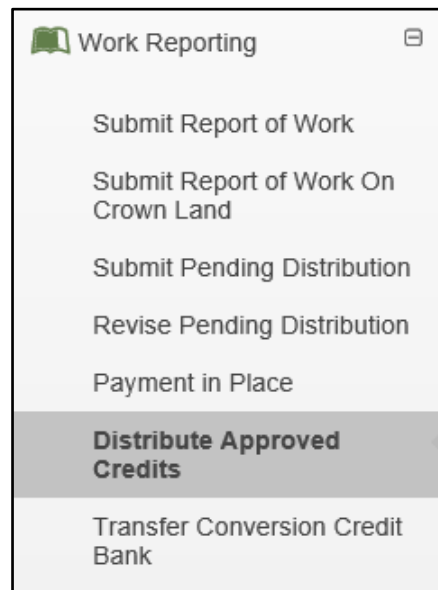 Work Reporting
Submit Report of Work
Submit Report of Work On
Crown Land
Submit Pending Distribution
Revise Pending Distribution
Payment in Place
Distribute Approved
Credits
Transfer Conversion Credit
Bank